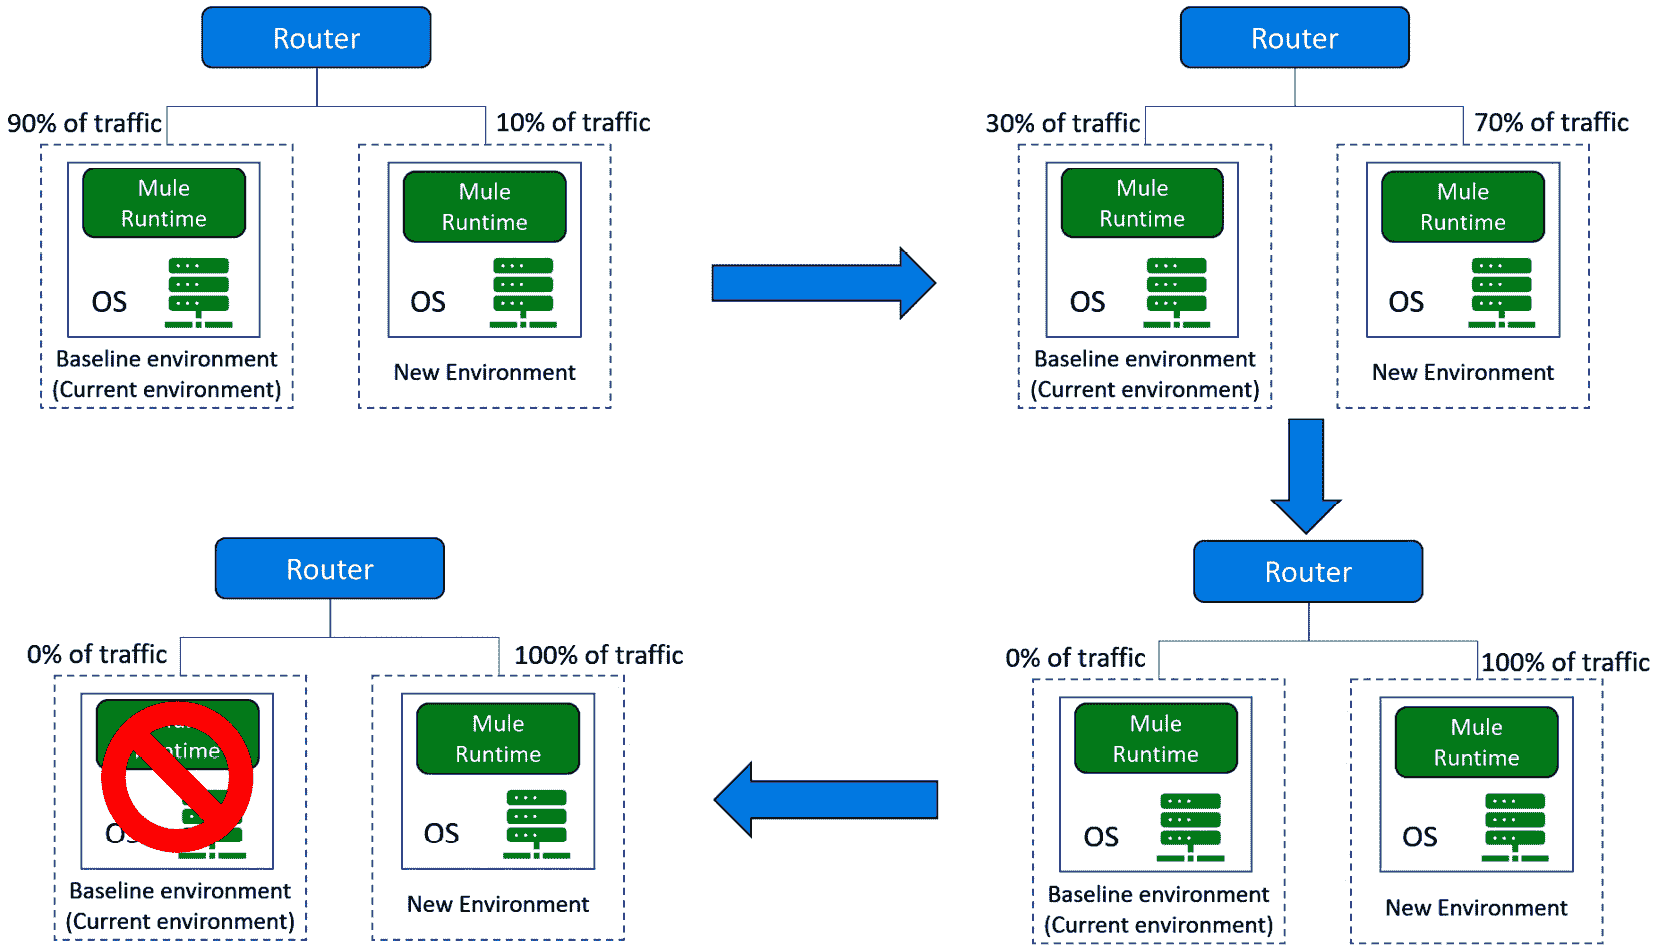 Router
90% of traffic
10% of traffic
Mule
Runtime
OS
Baseline environment
(Current environment)
Mule
Runtime
OS
New Environment
Router
30% of traffic
70% of traffic
Mule
Runtime
OS
Baseline environment
(Current environment)
Mule
Runtime
OS
New Environment
Router
0% of traffic
100% of traffic
Mule
Runtime
OS
Baseline environment
(Current environment)
Mule
Runtime
OS
New Environment
Router
0% of traffic
100% of traffic
OS
Baseline environment
(Current environment)
Mule
Runtime
OS
New Environment